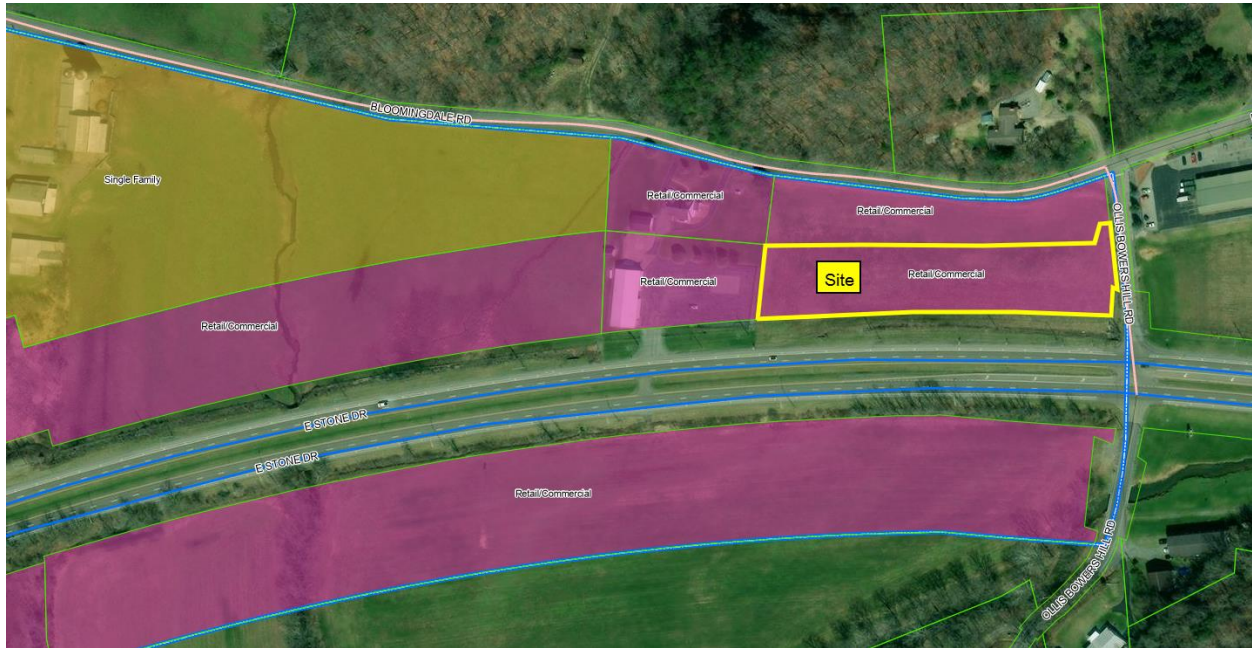 BLOOMINGDALE RD
Single Family
Retail/Commercial
Retail/Commercial
OLLIS BOWERS HILL RD
Retail/Commercial
Site
Retail/Commercial
Retail/Commercial
E STONE DR
E STONE DR
Retail/Commercial
OLLIS BOWERS HILL RD